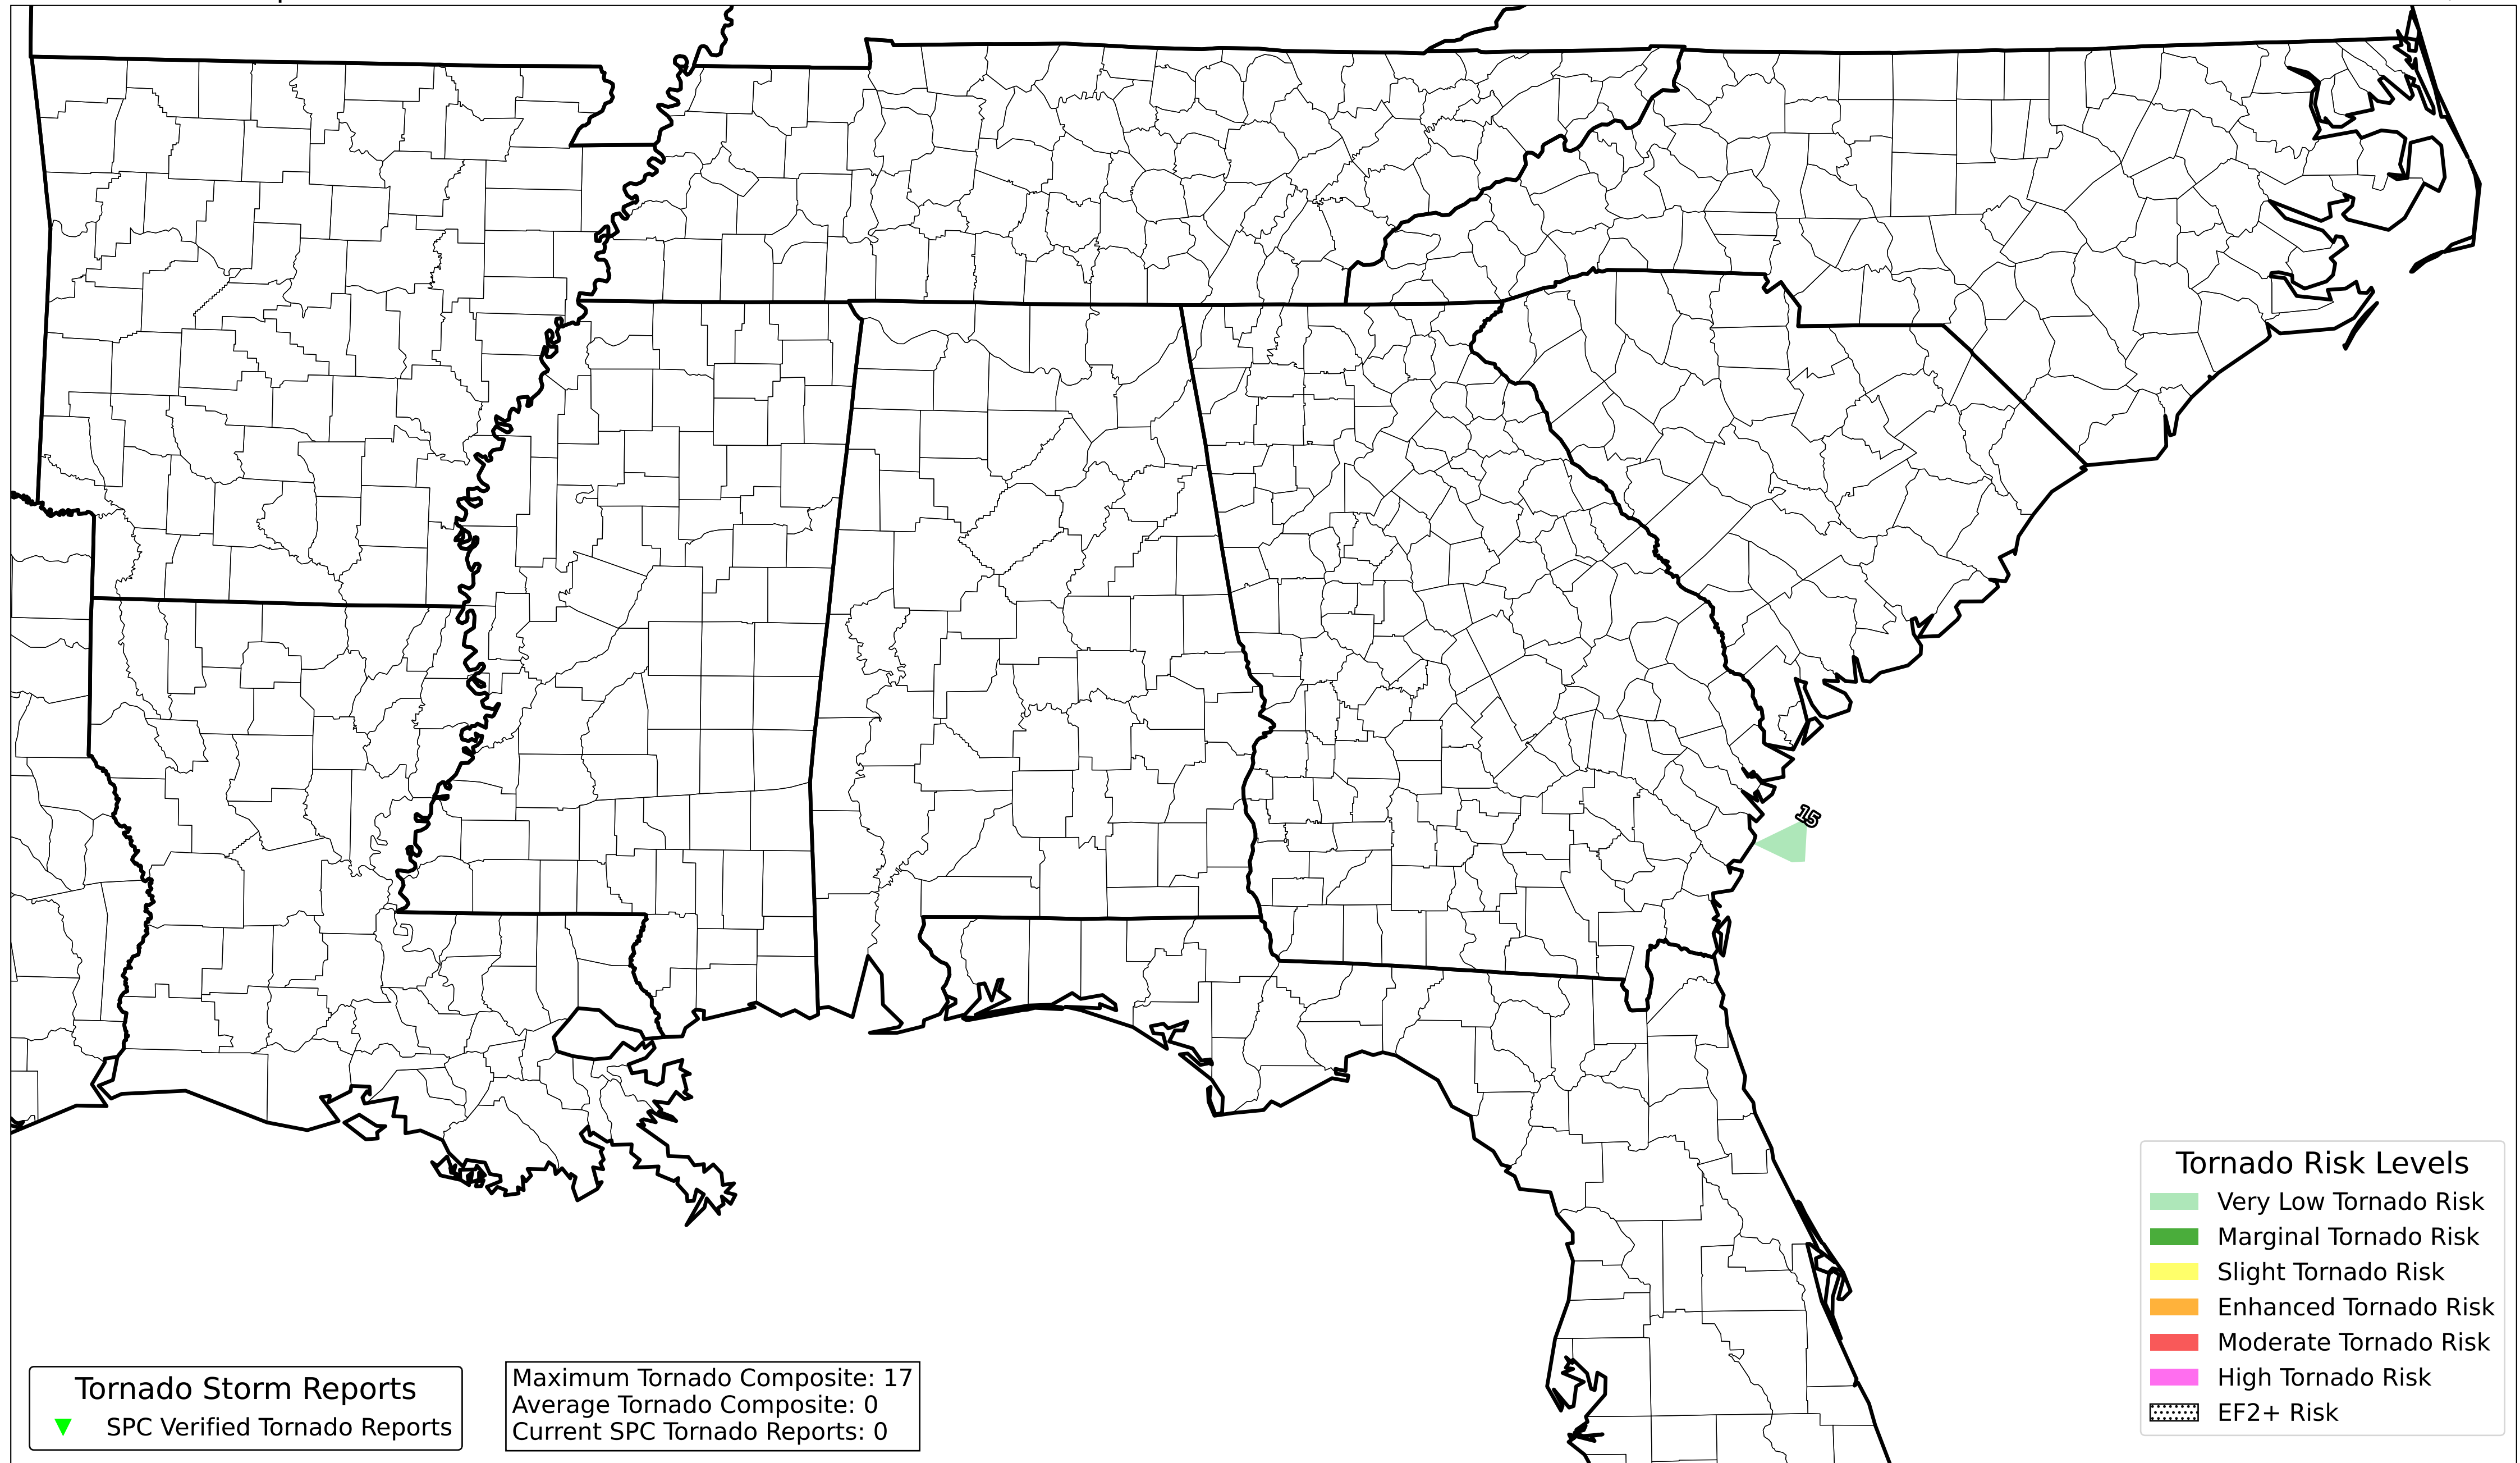 15
Tornado Risk Levels
Very Low Tornado Risk
Marginal Tornado Risk
Slight Tornado Risk
Enhanced Tornado Risk
Moderate Tornado Risk
High Tornado Risk
EF2+ Risk
Tornado Storm Reports
SPC Verified Tornado Reports
Maximum Tornado Composite: 17
Average Tornado Composite: 0
Current SPC Tornado Reports: 0